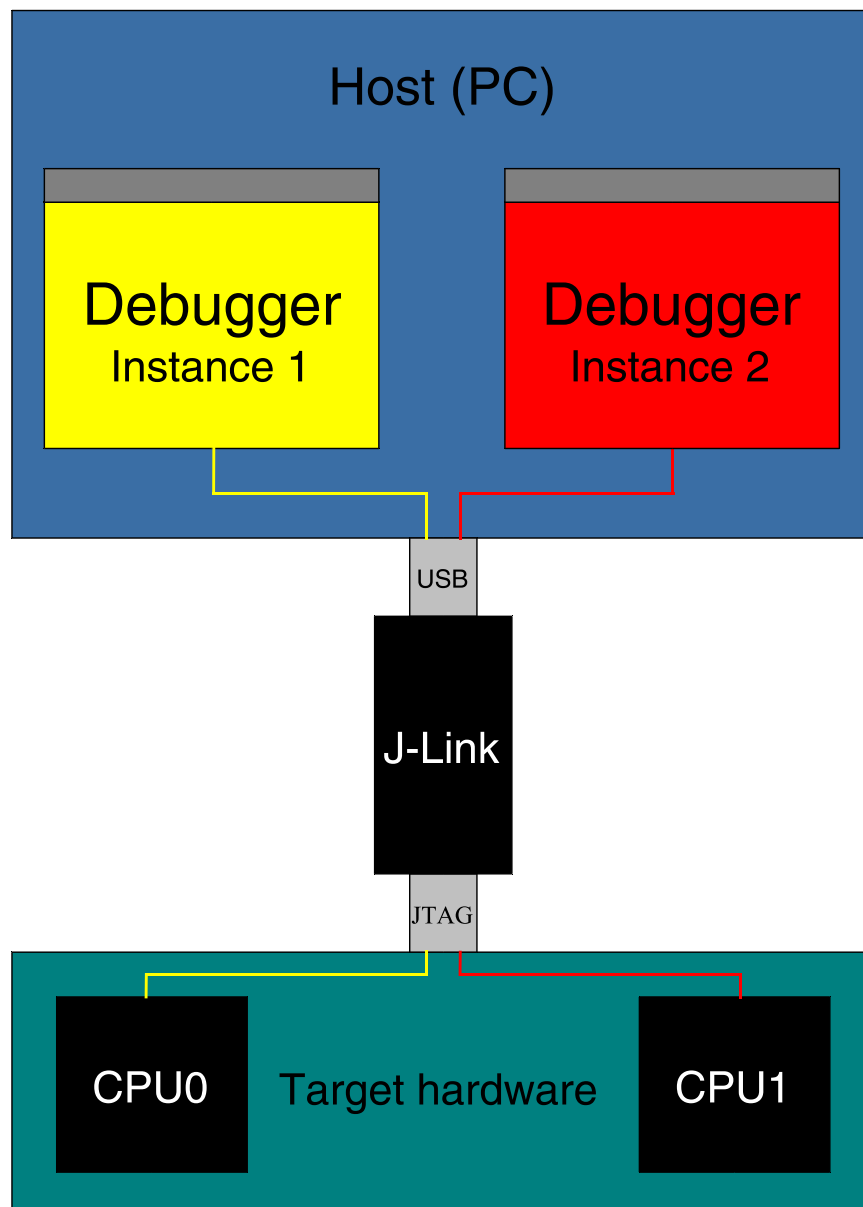 Host (PC)
Debugger
Instance 1
Debugger
Instance 2
USB
J-Link
JTAG
CPU0
Target hardware
CPU1